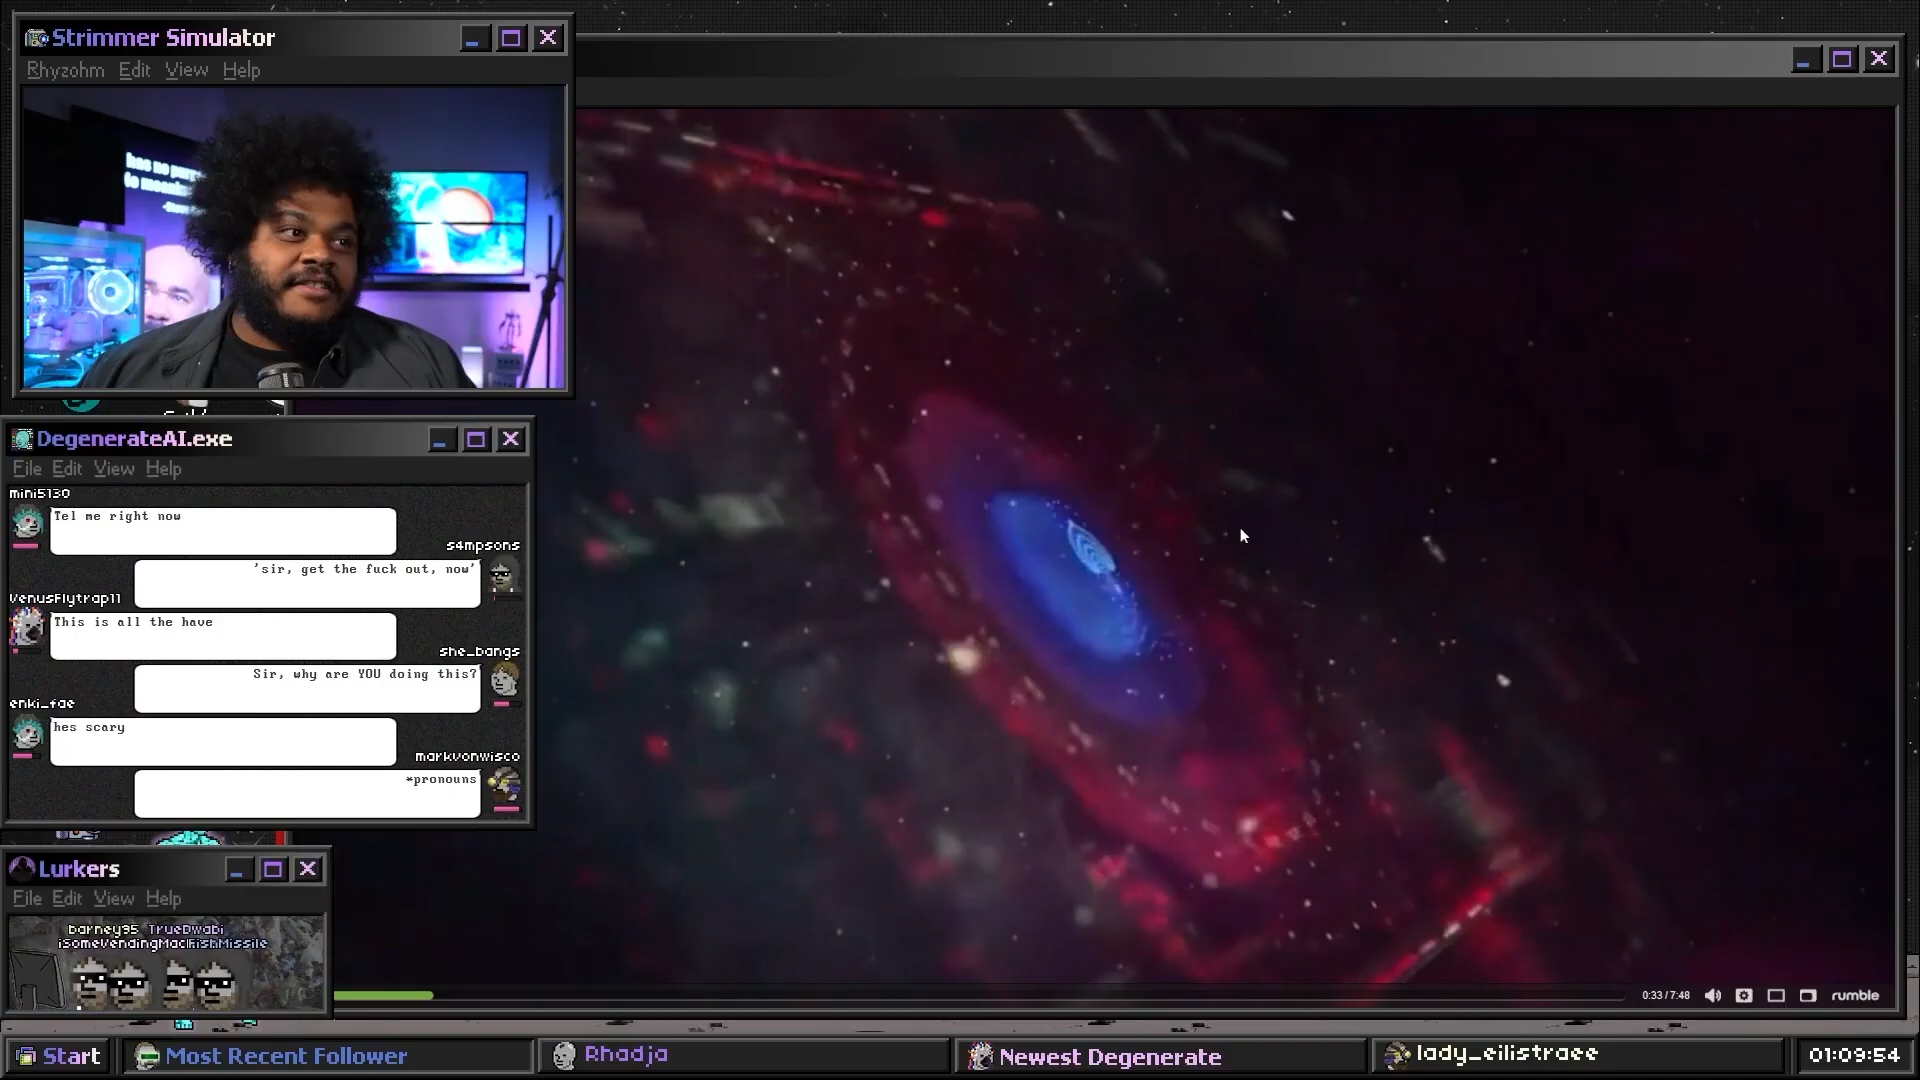 Strimmer Simulator
Rhyzohm Edit View Help
has no pur
DegenerateAI.exe
File Edit View Help
mini5130
Tel me right now
s4mpsons
'sir, get the fuck out, now'
VenusFlytrap11
This is all the have
she_bangs
Sir, why are YOU doing this?
enki_fae
hes scary
markvonwisco
*pronouns
Lurkers
File Edit View Help
barney95 TrueDwabi
0:33 / 7:48
rumble
Start
Most Recent Follower
Rhadja
Newest Degenerate
lady_eilistraee
01:09:54